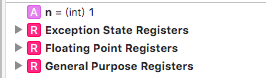 A n = (int) 1
R Exception State Registers
R Floating Point Registers
R General Purpose Registers